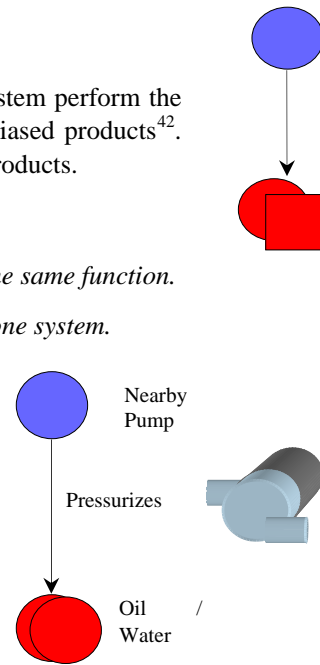 stem perform the
iased products42.
roducts.
e same function.
one system.
Nearby
Pump
Pressurizes
Oil /
Water